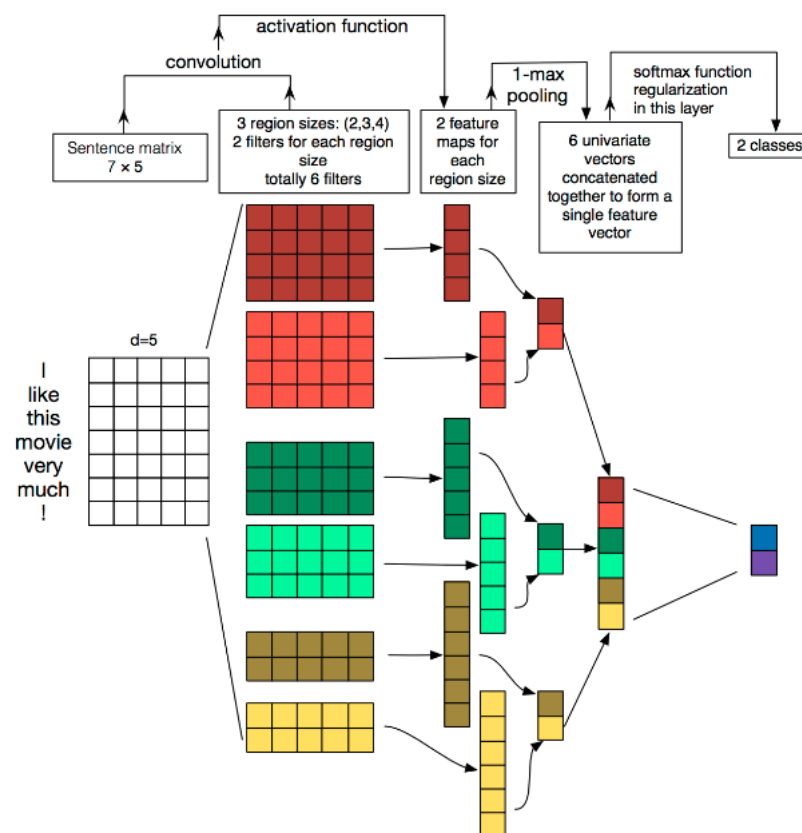 activation function
convolution
1-max
pooling
softmax function
regularization
in this layer
Sentence matrix
7 × 5
3 region sizes: (2,3,4)
2 filters for each region
size
totally 6 filters
2 feature
maps for
each
region size
6 univariate
vectors
concatenated
together to form a
single feature
vector
2 classes
d=5
I
like
this
movie
very
much
!